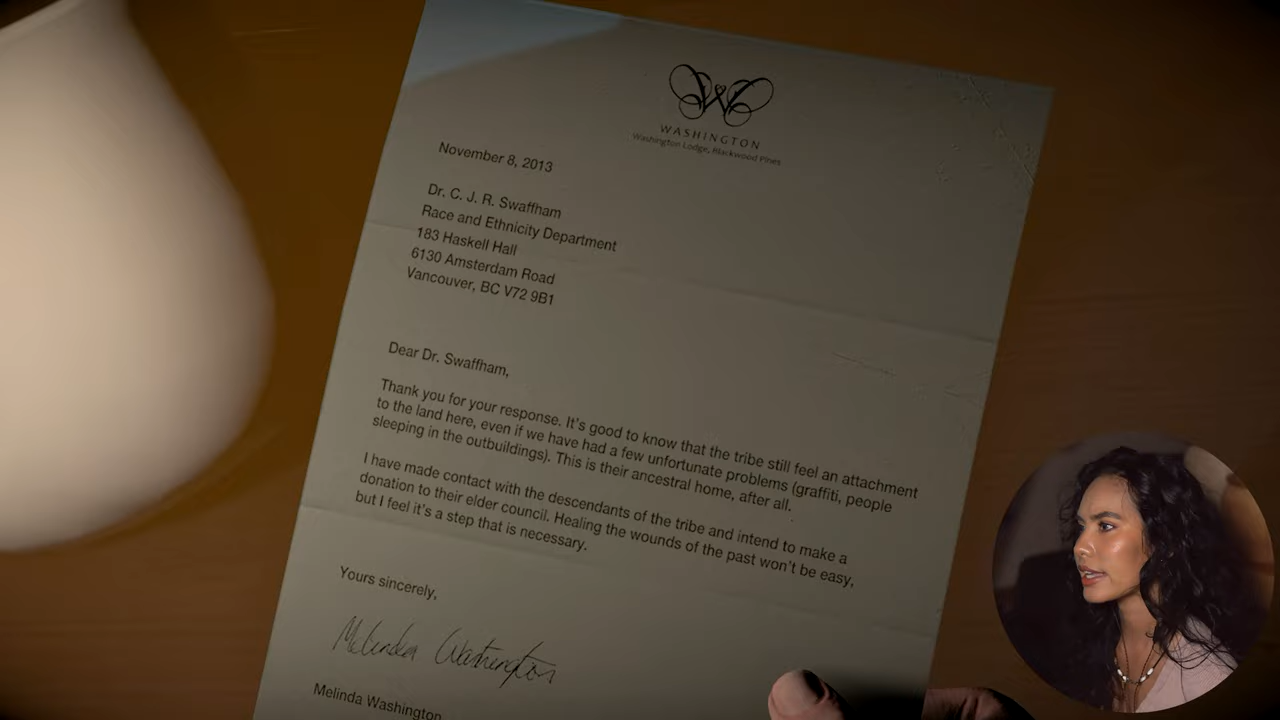 W
WASHINGTON
Washington Lodge, Blackwood Pines
November 8, 2013
Dr. C. J. R. Swaffham
Race and Ethnicity Department
183 Haskell Hall
6130 Amsterdam Road
Vancouver, BC V72 9B1
Dear Dr. Swaffham,
Thank you for your response. It's good to know that the tribe still feel an attachment
to the land here, even if we have had a few unfortunate problems (graffiti, people
sleeping in the outbuildings). This is their ancestral home, after all.
I have made contact with the descendants of the tribe and intend to make a
donation to their elder council. Healing the wounds of the past won't be easy,
but I feel it's a step that is necessary.
Yours sincerely,
Melinda Washington
Melinda Washington